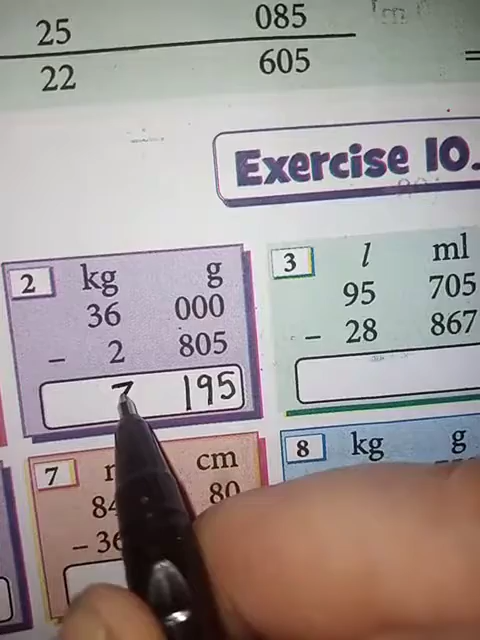 25 085
22 605
Exercise 10.
2 kg g
36 000
- 2 805
195
3 l ml
95 705
- 28 867
7 cm
80
- 36
8 kg g